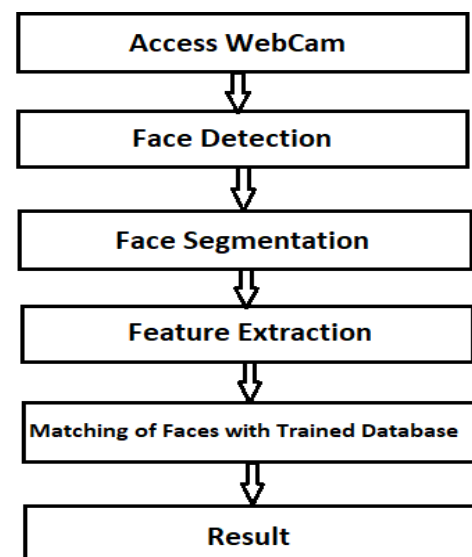 Access WebCam
Face Detection
Face Segmentation
Feature Extraction
Matching of Faces with Trained Database
Result